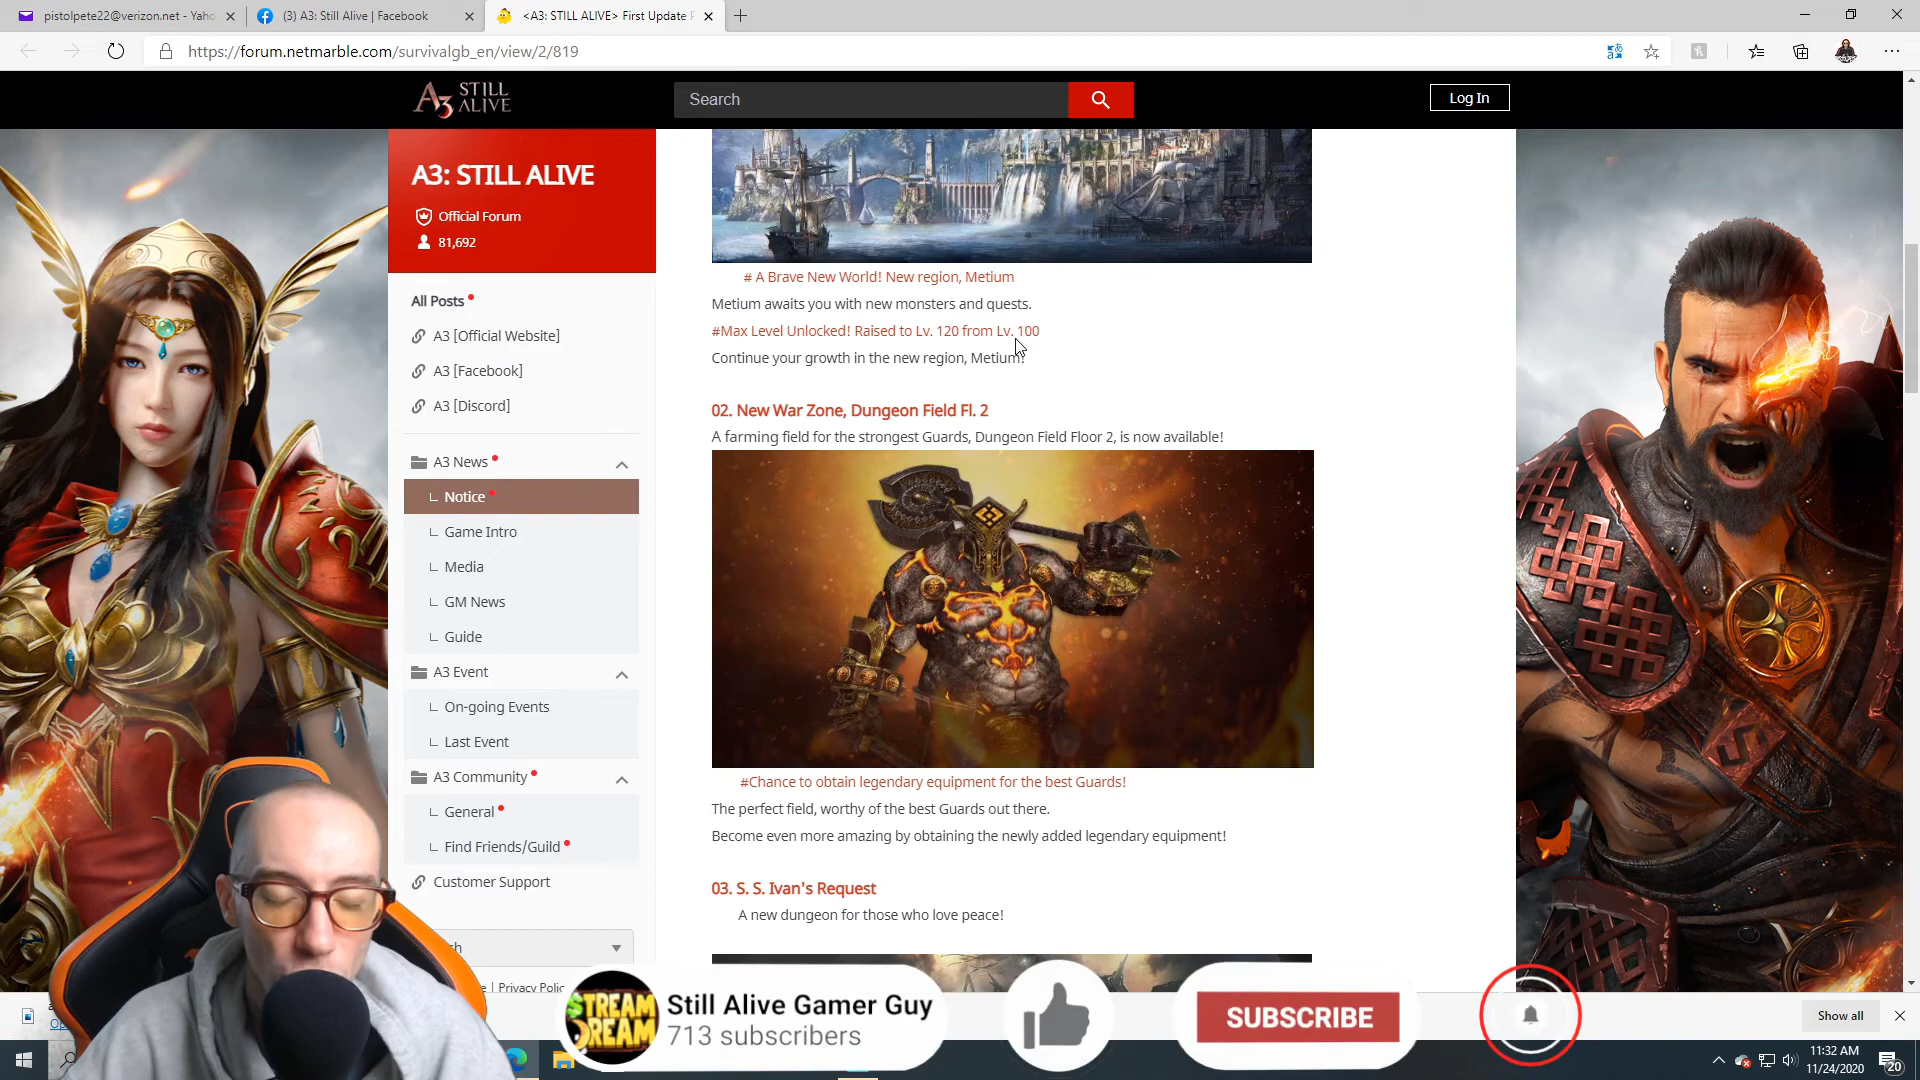 pistolpete22@verizon.net - Yaho
(3) A3: Still Alive | Facebook
<A3: STILL ALIVE> First Update P
https://forum.netmarble.com/survivalgb_en/view/2/819
A3 STILL ALIVE
Search
Log In
A3: STILL ALIVE
Official Forum
81,692
All Posts
A3 [Official Website]
A3 [Facebook]
A3 [Discord]
A3 News
Notice
Game Intro
Media
GM News
Guide
A3 Event
On-going Events
Last Event
A3 Community
General
Find Friends/Guild
Customer Support
| Privacy Polic
# A Brave New World! New region, Metium
Metium awaits you with new monsters and quests.
#Max Level Unlocked! Raised to Lv. 120 from Lv. 100
Continue your growth in the new region, Metium!
02. New War Zone, Dungeon Field Fl. 2
A farming field for the strongest Guards, Dungeon Field Floor 2, is now available!
#Chance to obtain legendary equipment for the best Guards!
The perfect field, worthy of the best Guards out there.
Become even more amazing by obtaining the newly added legendary equipment!
03. S. S. Ivan's Request
A new dungeon for those who love peace!
STREAM DREAM
Still Alive Gamer Guy
713 subscribers
SUBSCRIBE
Show all
11:32 AM
11/24/2020
20